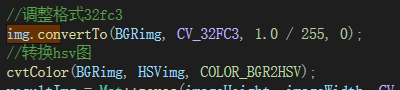 //调整格式32fc3
img.convertTo(BGRimg, CV_32FC3, 1.0 / 255, 0);
//转换hsv图
cvtColor(BGRimg, HSVimg, COLOR_BGR2HSV);